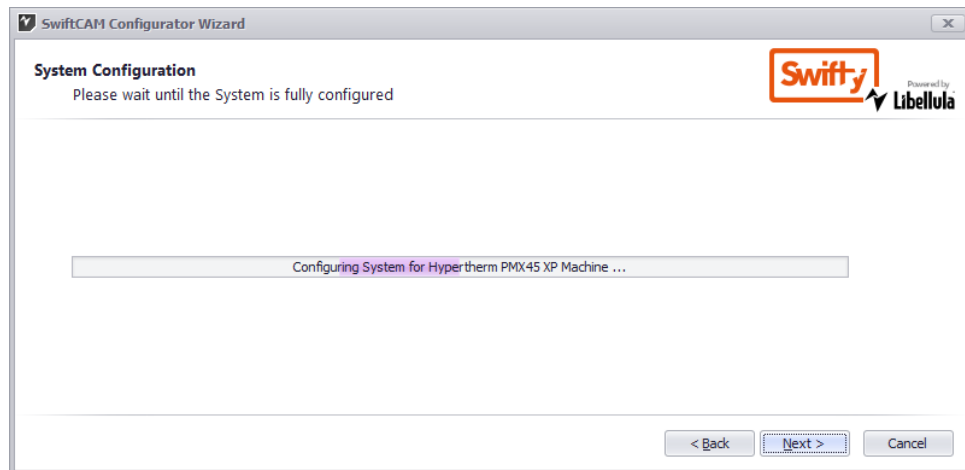 SwiftCAM Configurator Wizard
System Configuration
Please wait until the System is fully configured
Swifty
Powered by
Libellula
Configuring System for Hypertherm PMX45 XP Machine ...
< Back
Next >
Cancel